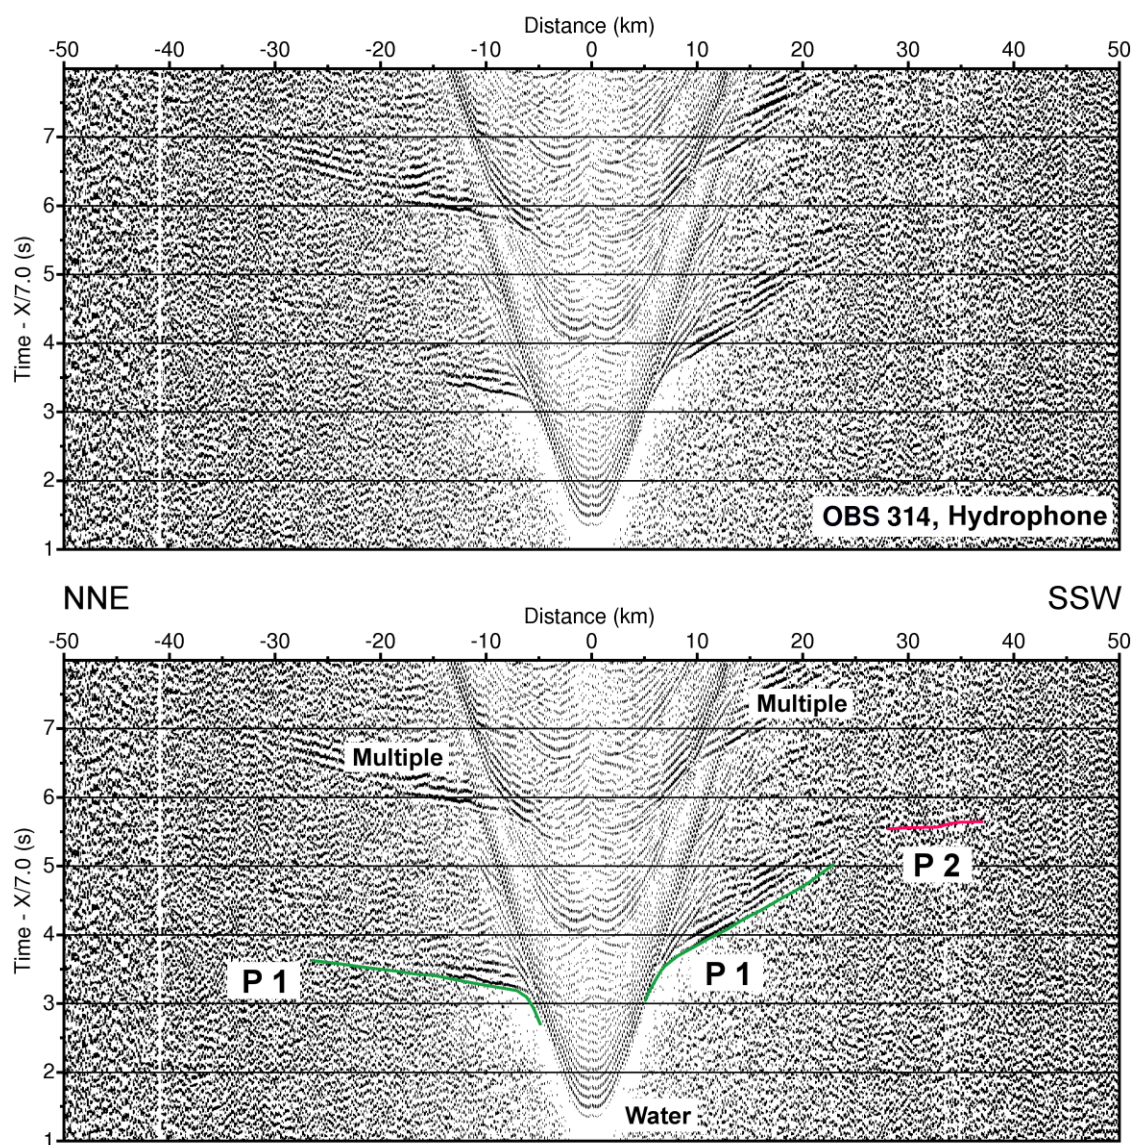 Distance (km)
-50 -40 -30 -20 -10 0 10 20 30 40 50
7
6
Time - X/7.0 (s)
5
4
3
2
OBS 314, Hydrophone
1
NNE SSW
Distance (km)
-50 -40 -30 -20 -10 0 10 20 30 40 50
Multiple
7
Multiple
6
Time - X/7.0 (s)
5
P 2
4
P 1 P 1
3
2
Water
1